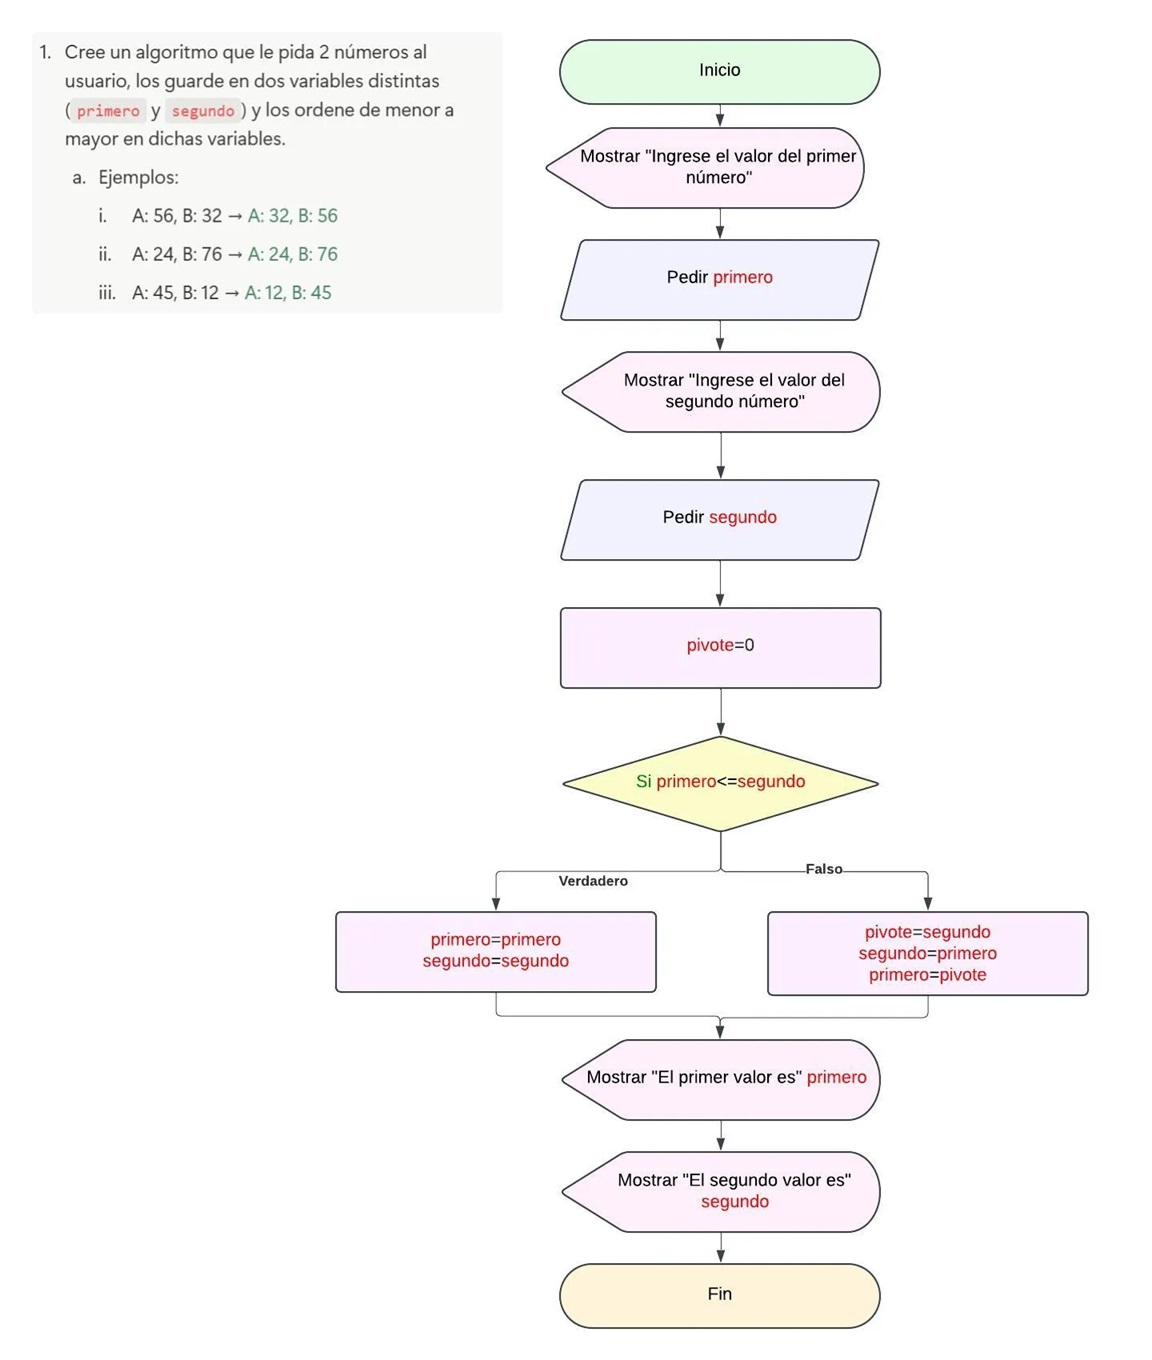 1. Cree un algoritmo que le pida 2 números al
usuario, los guarde en dos variables distintas
( primero y segundo ) y los ordene de menor a
mayor en dichas variables.
a. Ejemplos:
i. A: 56, B: 32 → A: 32, B: 56
ii. A: 24, B: 76 → A: 24, B: 76
iii. A: 45, B: 12 → A: 12, B: 45
Inicio
Mostrar "Ingrese el valor del primer
número"
Pedir primero
Mostrar "Ingrese el valor del
segundo número"
Pedir segundo
pivote=0
Si primero<=segundo
Verdadero
Falso
primero=primero
segundo=segundo
pivote=segundo
segundo=primero
primero=pivote
Mostrar "El primer valor es" primero
Mostrar "El segundo valor es"
segundo
Fin